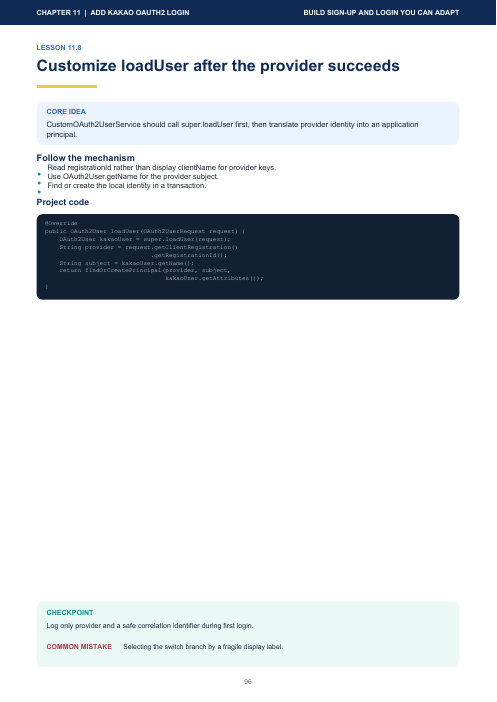 CHAPTER 11 | ADD KAKAO OAUTH2 LOGIN
BUILD SIGN-UP AND LOGIN YOU CAN ADAPT
LESSON 11.8
Customize loadUser after the provider succeeds
CORE IDEA
CustomOAuth2UserService should call super.loadUser first, then translate provider identity into an application
principal.
Follow the mechanism
Read registrationId rather than display clientName for provider keys.
Use OAuth2User.getName for the provider subject.
Find or create the local identity in a transaction.
Project code
@Override
public OAuth2User loadUser(OAuth2UserRequest request) {
    OAuth2User kakaoUser = super.loadUser(request);
    String provider = request.getClientRegistration()
                             .getRegistrationId();
    String subject = kakaoUser.getName();
    return findOrCreatePrincipal(provider, subject,
                                 kakaoUser.getAttributes());
}
CHECKPOINT
Log only provider and a safe correlation identifier during first login.
COMMON MISTAKE Selecting the switch branch by a fragile display label.
96